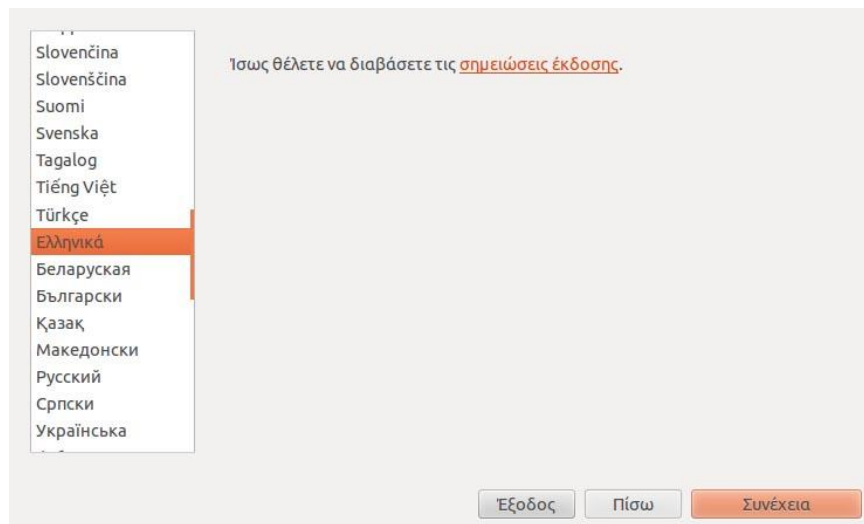 Slovenčina
Slovenščina
Suomi
Svenska
Tagalog
Tiếng Việt
Türkçe
Ελληνικά
Беларуская
Български
Қазақ
Македонски
Русский
Српски
Українська
Ίσως θέλετε να διαβάσετε τις σημειώσεις έκδοσης.
Έξοδος
Πίσω
Συνέχεια